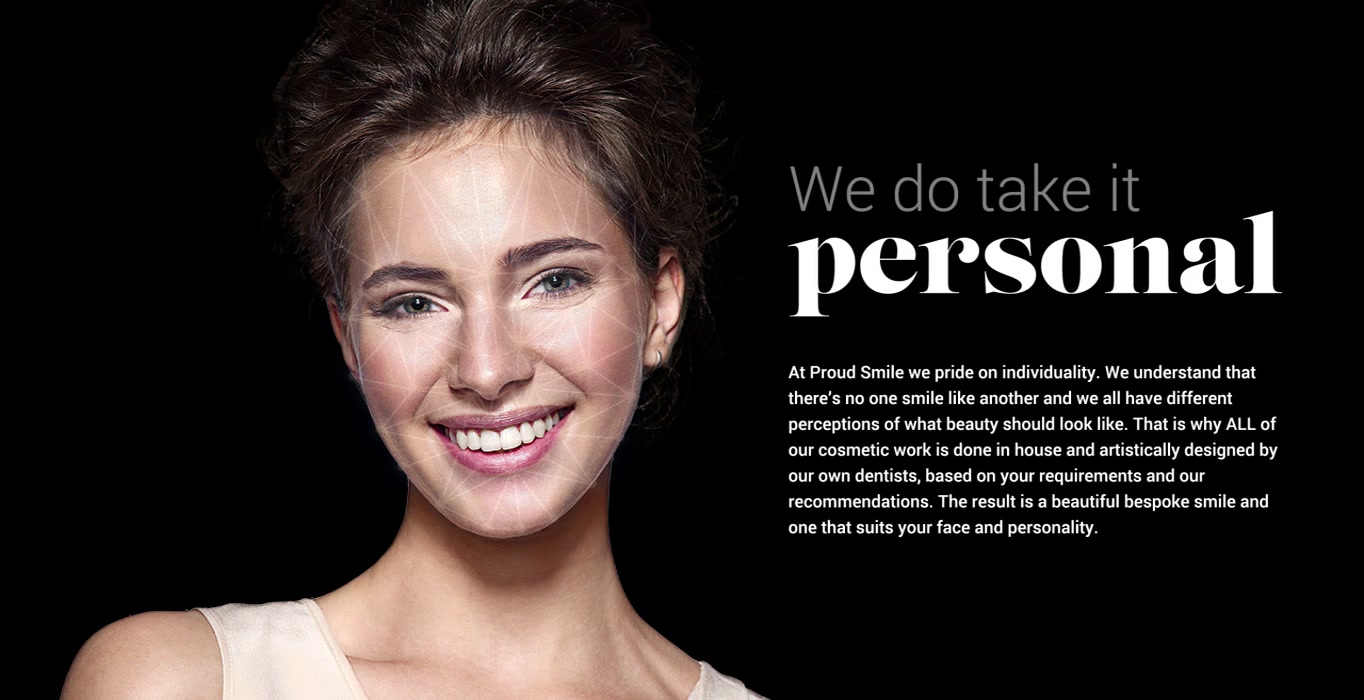 We do take it
personal
At Proud Smile we pride on individuality. We understand that
there's no one smile like another and we all have different
perceptions of what beauty should look like. That is why ALL of
our cosmetic work is done in house and artistically designed by
our own dentists, based on your requirements and our
recommendations. The result is a beautiful bespoke smile and
one that suits your face and personality.